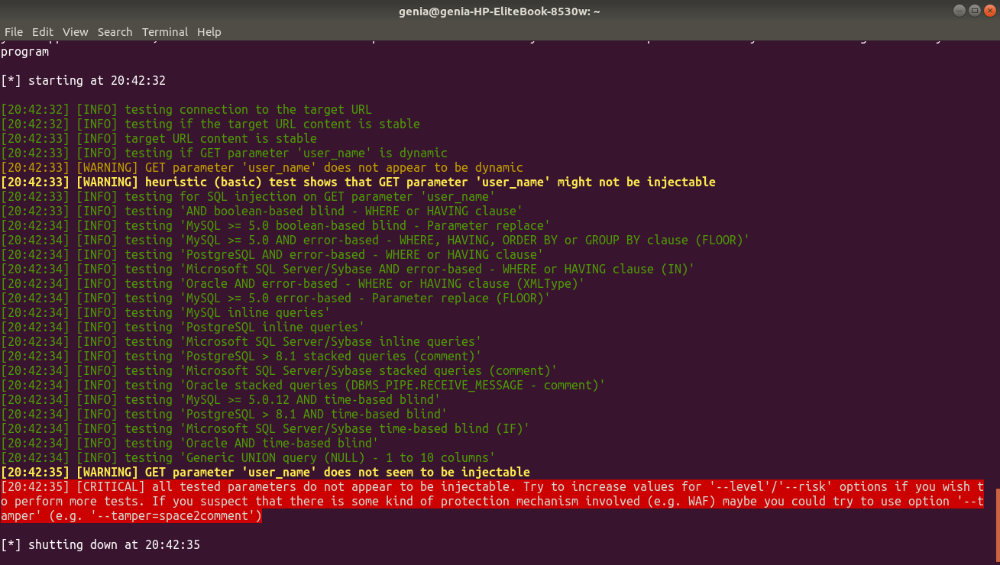 genia@genia-HP-EliteBook-8530w: ~
File Edit View Search Terminal Help
program
[*] starting at 20:42:32
[20:42:32] [INFO] testing connection to the target URL
[20:42:32] [INFO] testing if the target URL content is stable
[20:42:33] [INFO] target URL content is stable
[20:42:33] [INFO] testing if GET parameter 'user_name' is dynamic
[20:42:33] [WARNING] GET parameter 'user_name' does not appear to be dynamic
[20:42:33] [WARNING] heuristic (basic) test shows that GET parameter 'user_name' might not be injectable
[20:42:33] [INFO] testing for SQL injection on GET parameter 'user_name'
[20:42:33] [INFO] testing 'AND boolean-based blind - WHERE or HAVING clause'
[20:42:34] [INFO] testing 'MySQL >= 5.0 boolean-based blind - Parameter replace'
[20:42:34] [INFO] testing 'MySQL >= 5.0 AND error-based - WHERE, HAVING, ORDER BY or GROUP BY clause (FLOOR)'
[20:42:34] [INFO] testing 'PostgreSQL AND error-based - WHERE or HAVING clause'
[20:42:34] [INFO] testing 'Microsoft SQL Server/Sybase AND error-based - WHERE or HAVING clause (IN)'
[20:42:34] [INFO] testing 'Oracle AND error-based - WHERE or HAVING clause (XMLType)'
[20:42:34] [INFO] testing 'MySQL >= 5.0 error-based - Parameter replace (FLOOR)'
[20:42:34] [INFO] testing 'MySQL inline queries'
[20:42:34] [INFO] testing 'PostgreSQL inline queries'
[20:42:34] [INFO] testing 'Microsoft SQL Server/Sybase inline queries'
[20:42:34] [INFO] testing 'PostgreSQL > 8.1 stacked queries (comment)'
[20:42:34] [INFO] testing 'Microsoft SQL Server/Sybase stacked queries (comment)'
[20:42:34] [INFO] testing 'Oracle stacked queries (DBMS_PIPE.RECEIVE_MESSAGE - comment)'
[20:42:34] [INFO] testing 'MySQL >= 5.0.12 AND time-based blind'
[20:42:34] [INFO] testing 'PostgreSQL > 8.1 AND time-based blind'
[20:42:34] [INFO] testing 'Microsoft SQL Server/Sybase time-based blind (IF)'
[20:42:34] [INFO] testing 'Oracle AND time-based blind'
[20:42:34] [INFO] testing 'Generic UNION query (NULL) - 1 to 10 columns'
[20:42:35] [WARNING] GET parameter 'user_name' does not seem to be injectable
[20:42:35] [CRITICAL] all tested parameters do not appear to be injectable. Try to increase values for '--level'/'--risk' options if you wish t
o perform more tests. If you suspect that there is some kind of protection mechanism involved (e.g. WAF) maybe you could try to use option '--t
amper' (e.g. '--tamper=space2comment')
[*] shutting down at 20:42:35